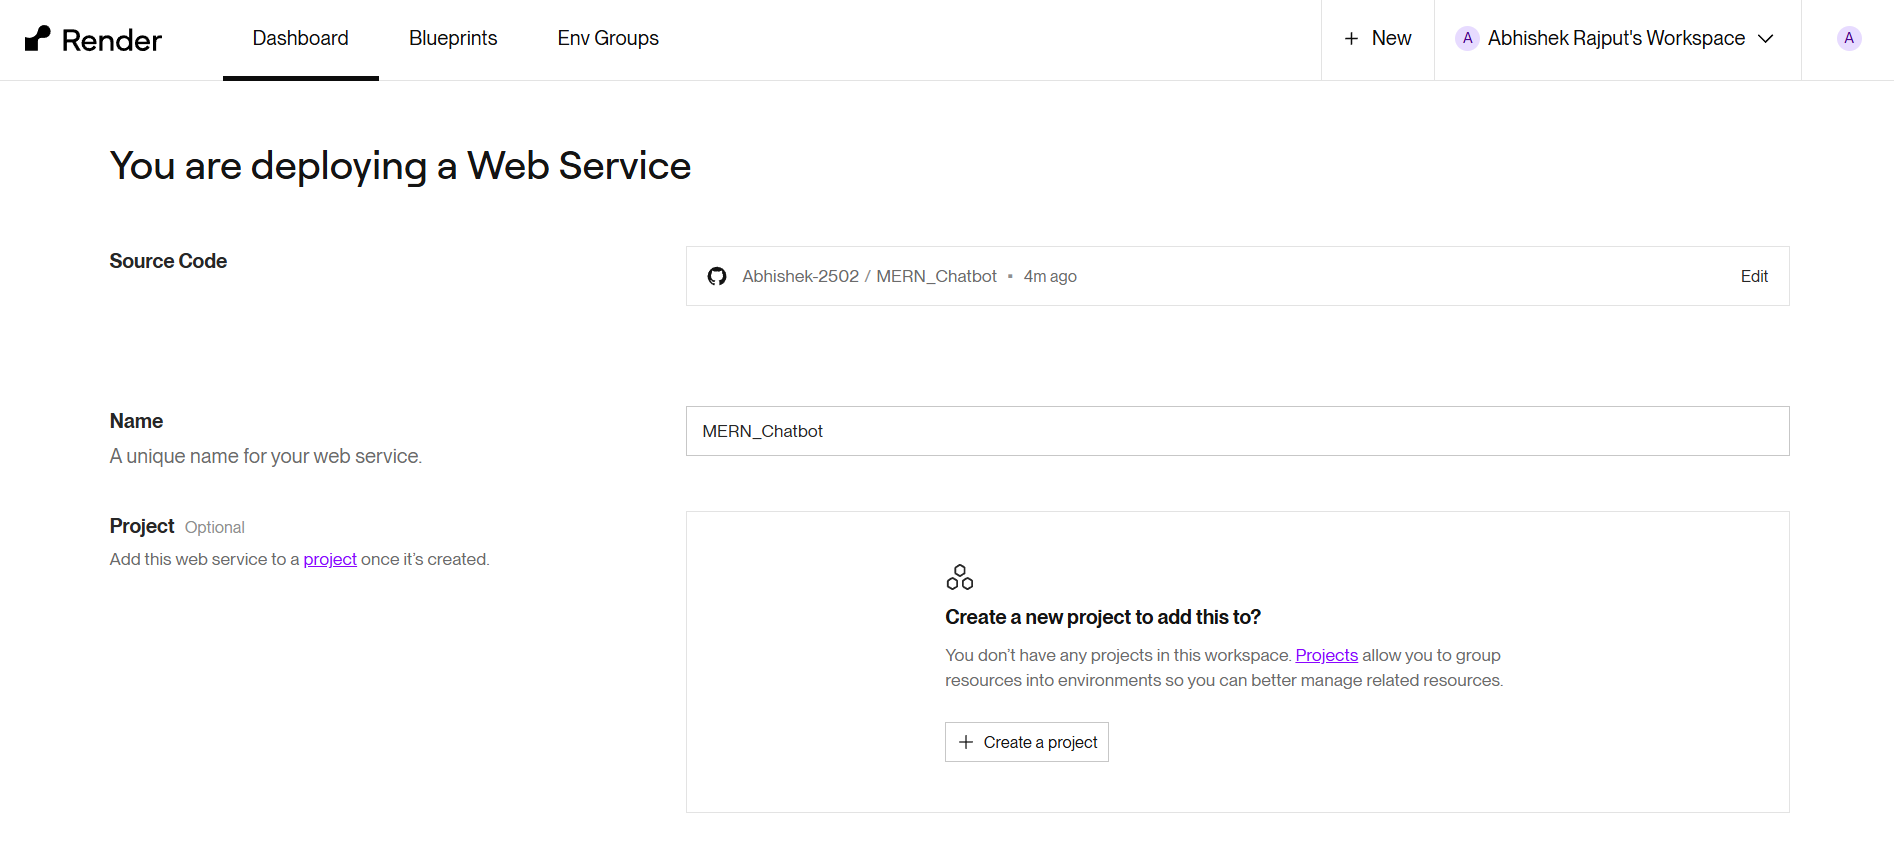 Render
Dashboard
Blueprints
Env Groups
+ New
A Abhishek Rajput's Workspace
A
You are deploying a Web Service
Source Code
Abhishek-2502 / MERN_Chatbot • 4m ago
Edit
Name
A unique name for your web service.
MERN_Chatbot
Project Optional
Add this web service to a project once it's created.
Create a new project to add this to?
You don't have any projects in this workspace. Projects allow you to group
resources into environments so you can better manage related resources.
+ Create a project